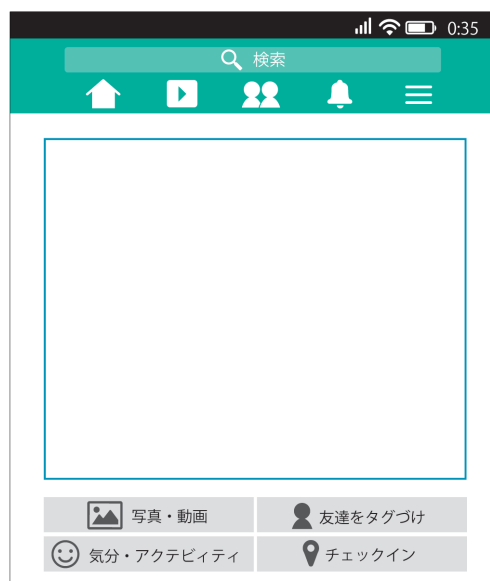 0:35
検索
写真・動画
友達をタグづけ
気分・アクテビィティ
チェックイン